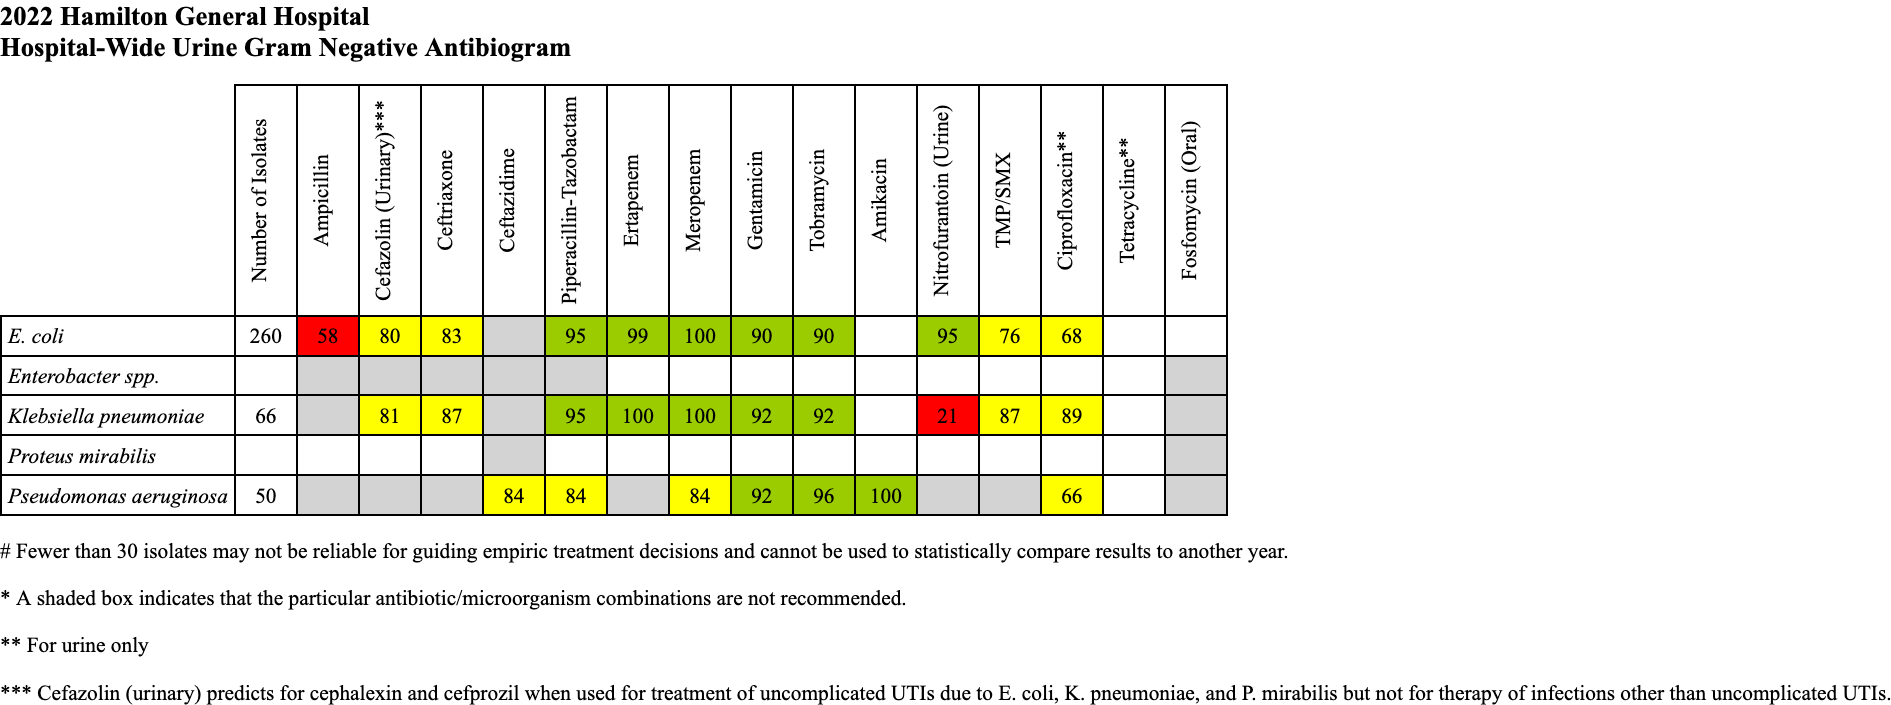 2022 Hamilton General Hospital
Hospital-Wide Urine Gram Negative Antibiogram
Number of Isolates
Ampicillin
Cefazolin (Urinary)***
Ceftriaxone
Ceftazidime
Piperacillin-Tazobactam
Ertapenem
Meropenem
Gentamicin
Tobramycin
Amikacin
Nitrofurantoin (Urine)
TMP/SMX
Ciprofloxacin**
Tetracycline**
Fosfomycin (Oral)
E. coli 260 58 80 83 95 99 100 90 90 95 76 68
Enterobacter spp.
Klebsiella pneumoniae 66 81 87 95 100 100 92 92 21 87 89
Proteus mirabilis
Pseudomonas aeruginosa 50 84 84 84 92 96 100 66
# Fewer than 30 isolates may not be reliable for guiding empiric treatment decisions and cannot be used to statistically compare results to another year.
* A shaded box indicates that the particular antibiotic/microorganism combinations are not recommended.
** For urine only
*** Cefazolin (urinary) predicts for cephalexin and cefprozil when used for treatment of uncomplicated UTIs due to E. coli, K. pneumoniae, and P. mirabilis but not for therapy of infections other than uncomplicated UTIs.